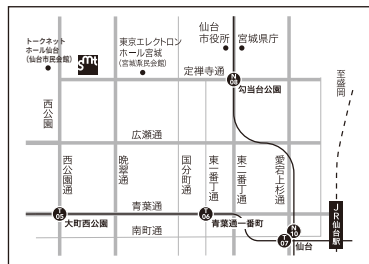 仙台
市役所
宮城県庁
トークネット
ホール仙台
(仙台市民会館)
smt
東京エレクトロン
ホール宮城
(宮城県民会館)
定禅寺通
N
08
勾当台公園
至盛岡
西公園
広瀬通
西公園通
晩翠通
国分町通
東一番丁通
東二番丁通
愛宕上杉通
青葉通
T
05
大町西公園
T
06
青葉通一番町
南町通
N
10
T
07
仙台
JR仙台駅